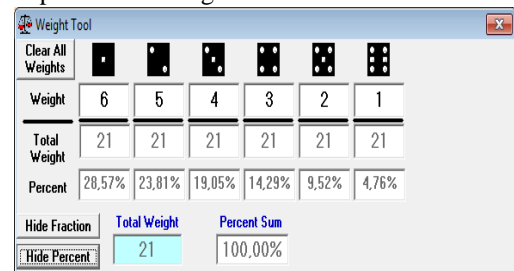 Weight Tool
Clear All
Weights
Weight 6 5 4 3 2 1
Total
Weight 21 21 21 21 21 21
Percent 28,57% 23,81% 19,05% 14,29% 9,52% 4,76%
Hide Fraction Total Weight Percent Sum
Hide Percent 21 100,00%